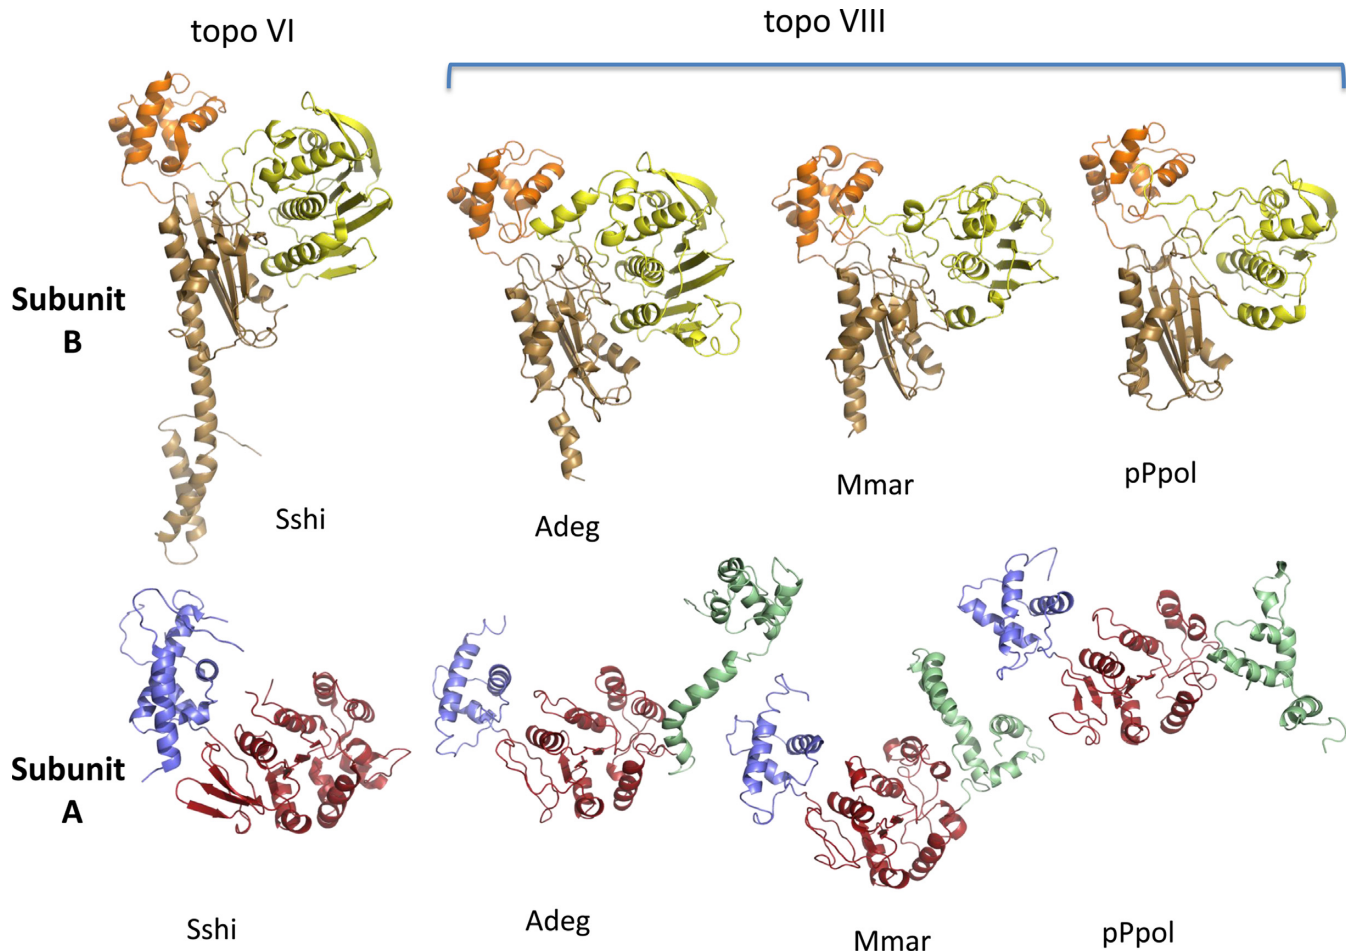 topo VI
topo VIII
Subunit
B
Sshi
Adeg
Mmar
pPpol
Subunit
A
Sshi
Adeg
Mmar
pPpol